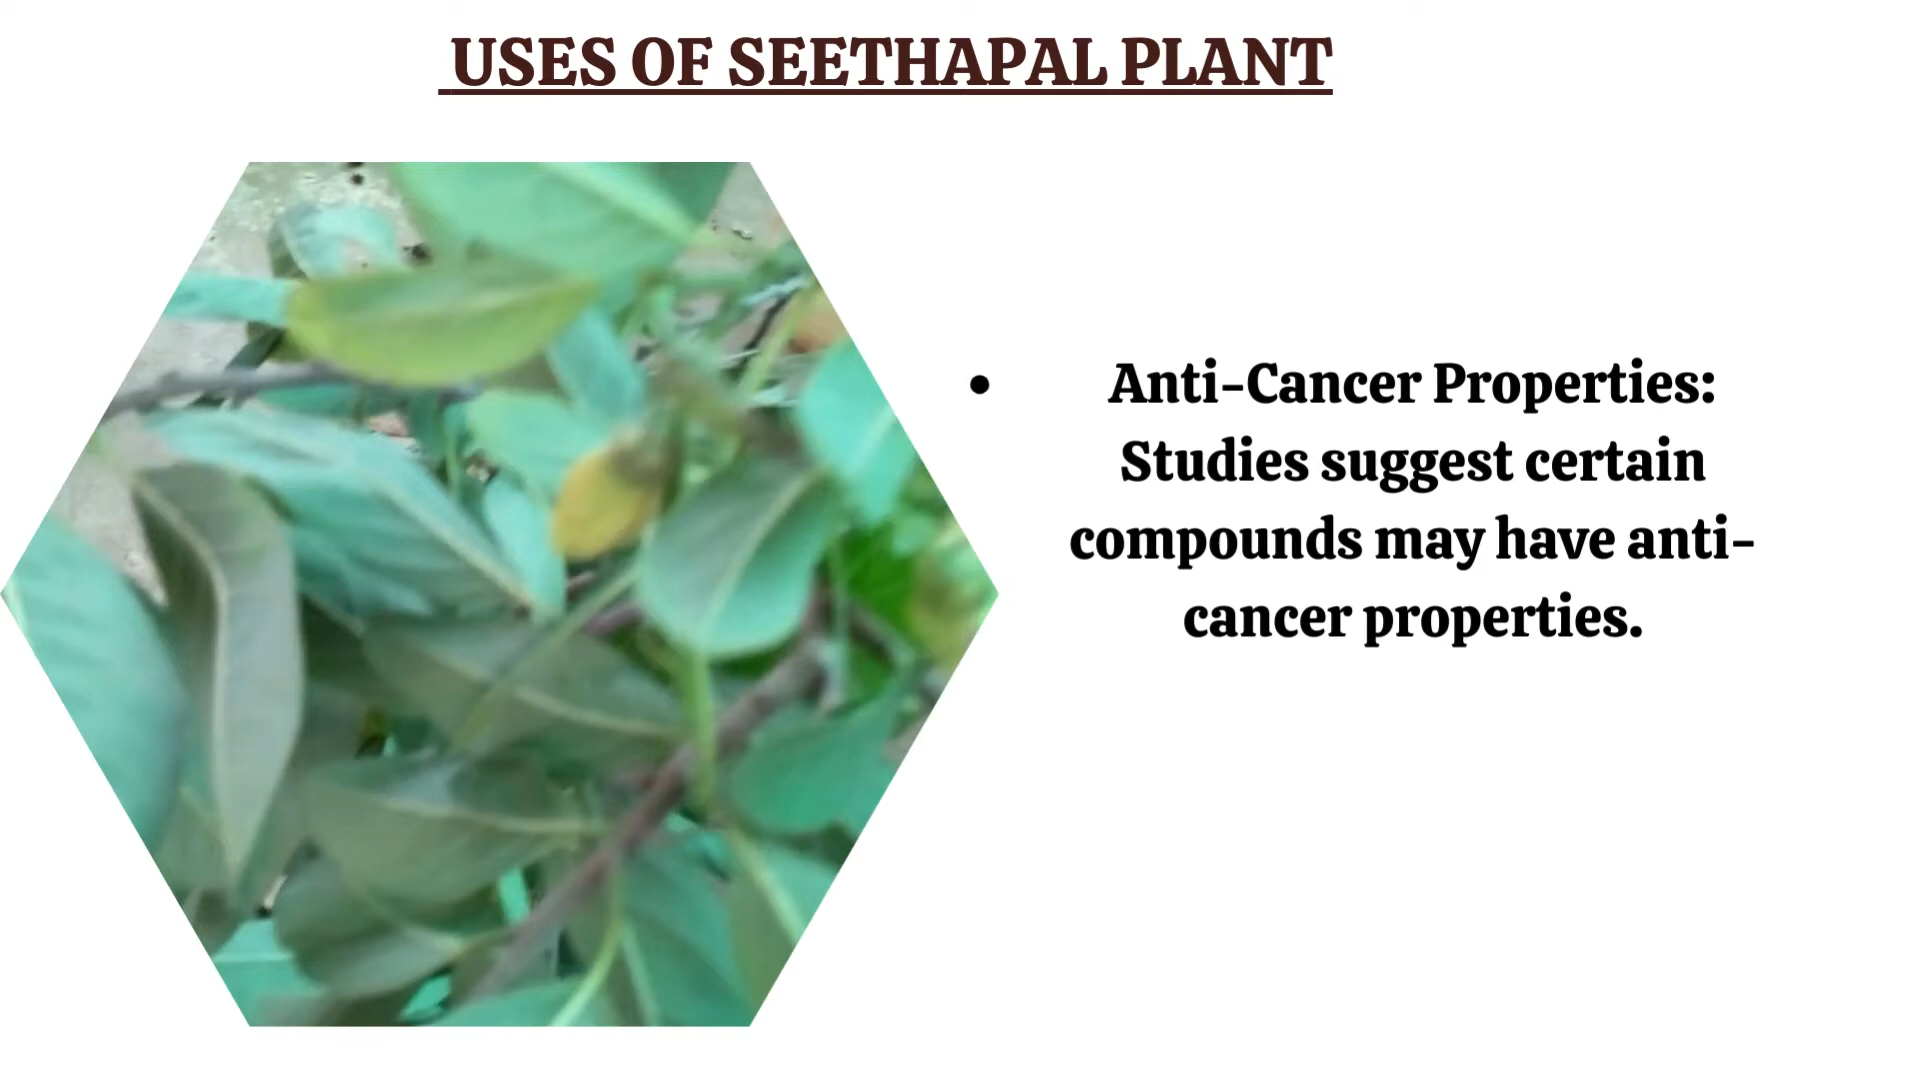 USES OF SEETHAPAL PLANT
• Anti-Cancer Properties:
Studies suggest certain
compounds may have anti-
cancer properties.